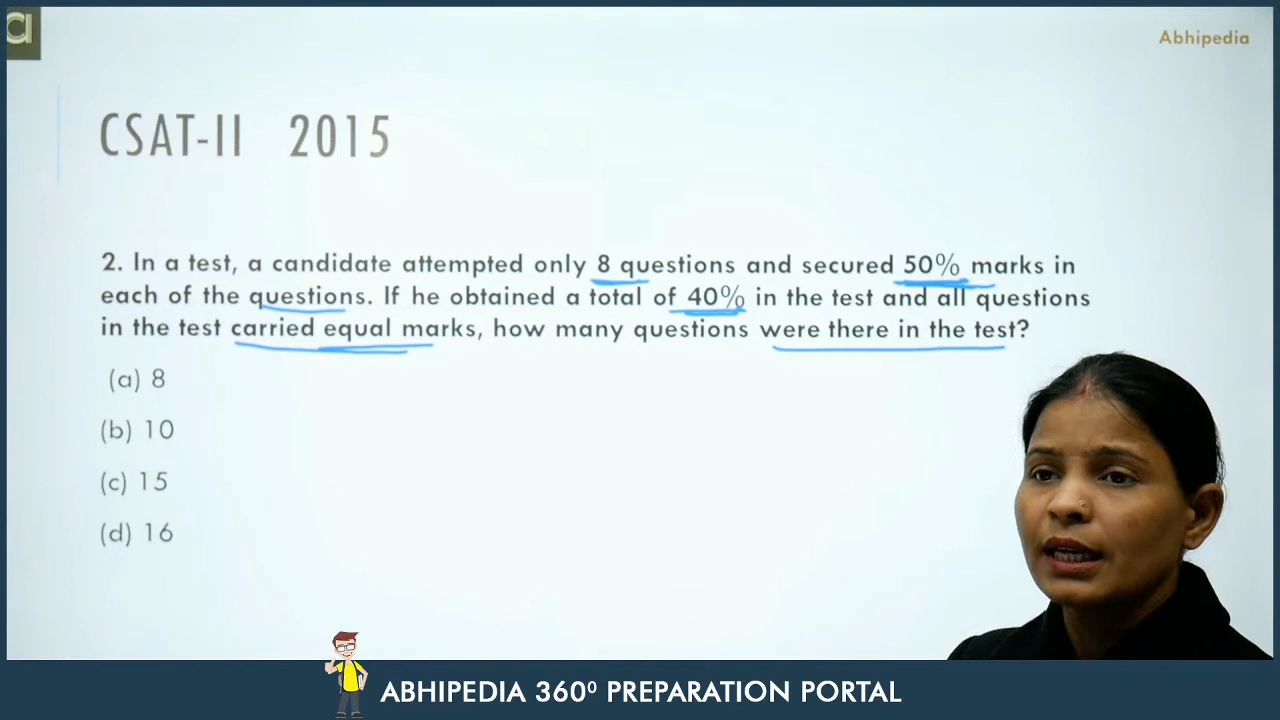 a
Abhipedia
CSAT-II 2015
2. In a test, a candidate attempted only 8 questions and secured 50% marks in
each of the questions. If he obtained a total of 40% in the test and all questions
in the test carried equal marks, how many questions were there in the test?
(a) 8
(b) 10
(c) 15
(d) 16
ABHIPEDIA 360⁰ PREPARATION PORTAL